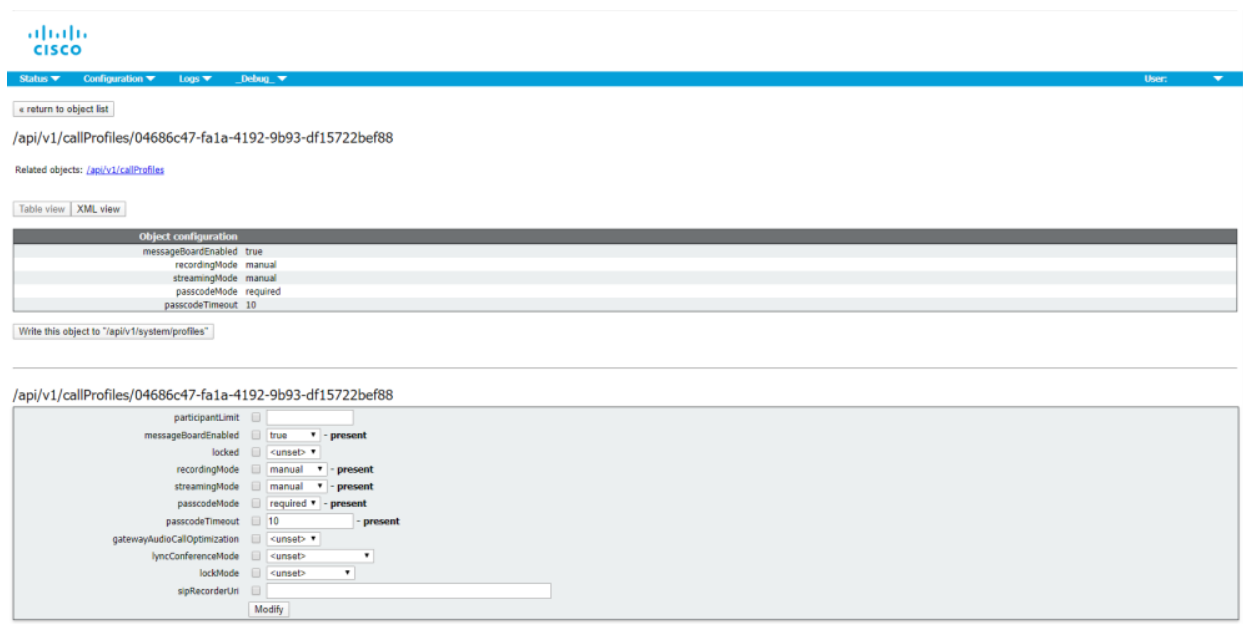 CISCO
Status Configuration Logs _Debug_ User:
« return to object list
/api/v1/callProfiles/04686c47-fa1a-4192-9b93-df15722bef88
Related objects: /api/v1/callProfiles
Table view XML view
Object configuration
messageBoardEnabled true
recordingMode manual
streamingMode manual
passcodeMode required
passcodeTimeout 10
Write this object to "/api/v1/system/profiles"
/api/v1/callProfiles/04686c47-fa1a-4192-9b93-df15722bef88
participantLimit
messageBoardEnabled true - present
locked <unset>
recordingMode manual - present
streamingMode manual - present
passcodeMode required - present
passcodeTimeout 10 - present
gatewayAudioCallOptimization <unset>
lyncConferenceMode <unset>
lockMode <unset>
sipRecorderUri
Modify